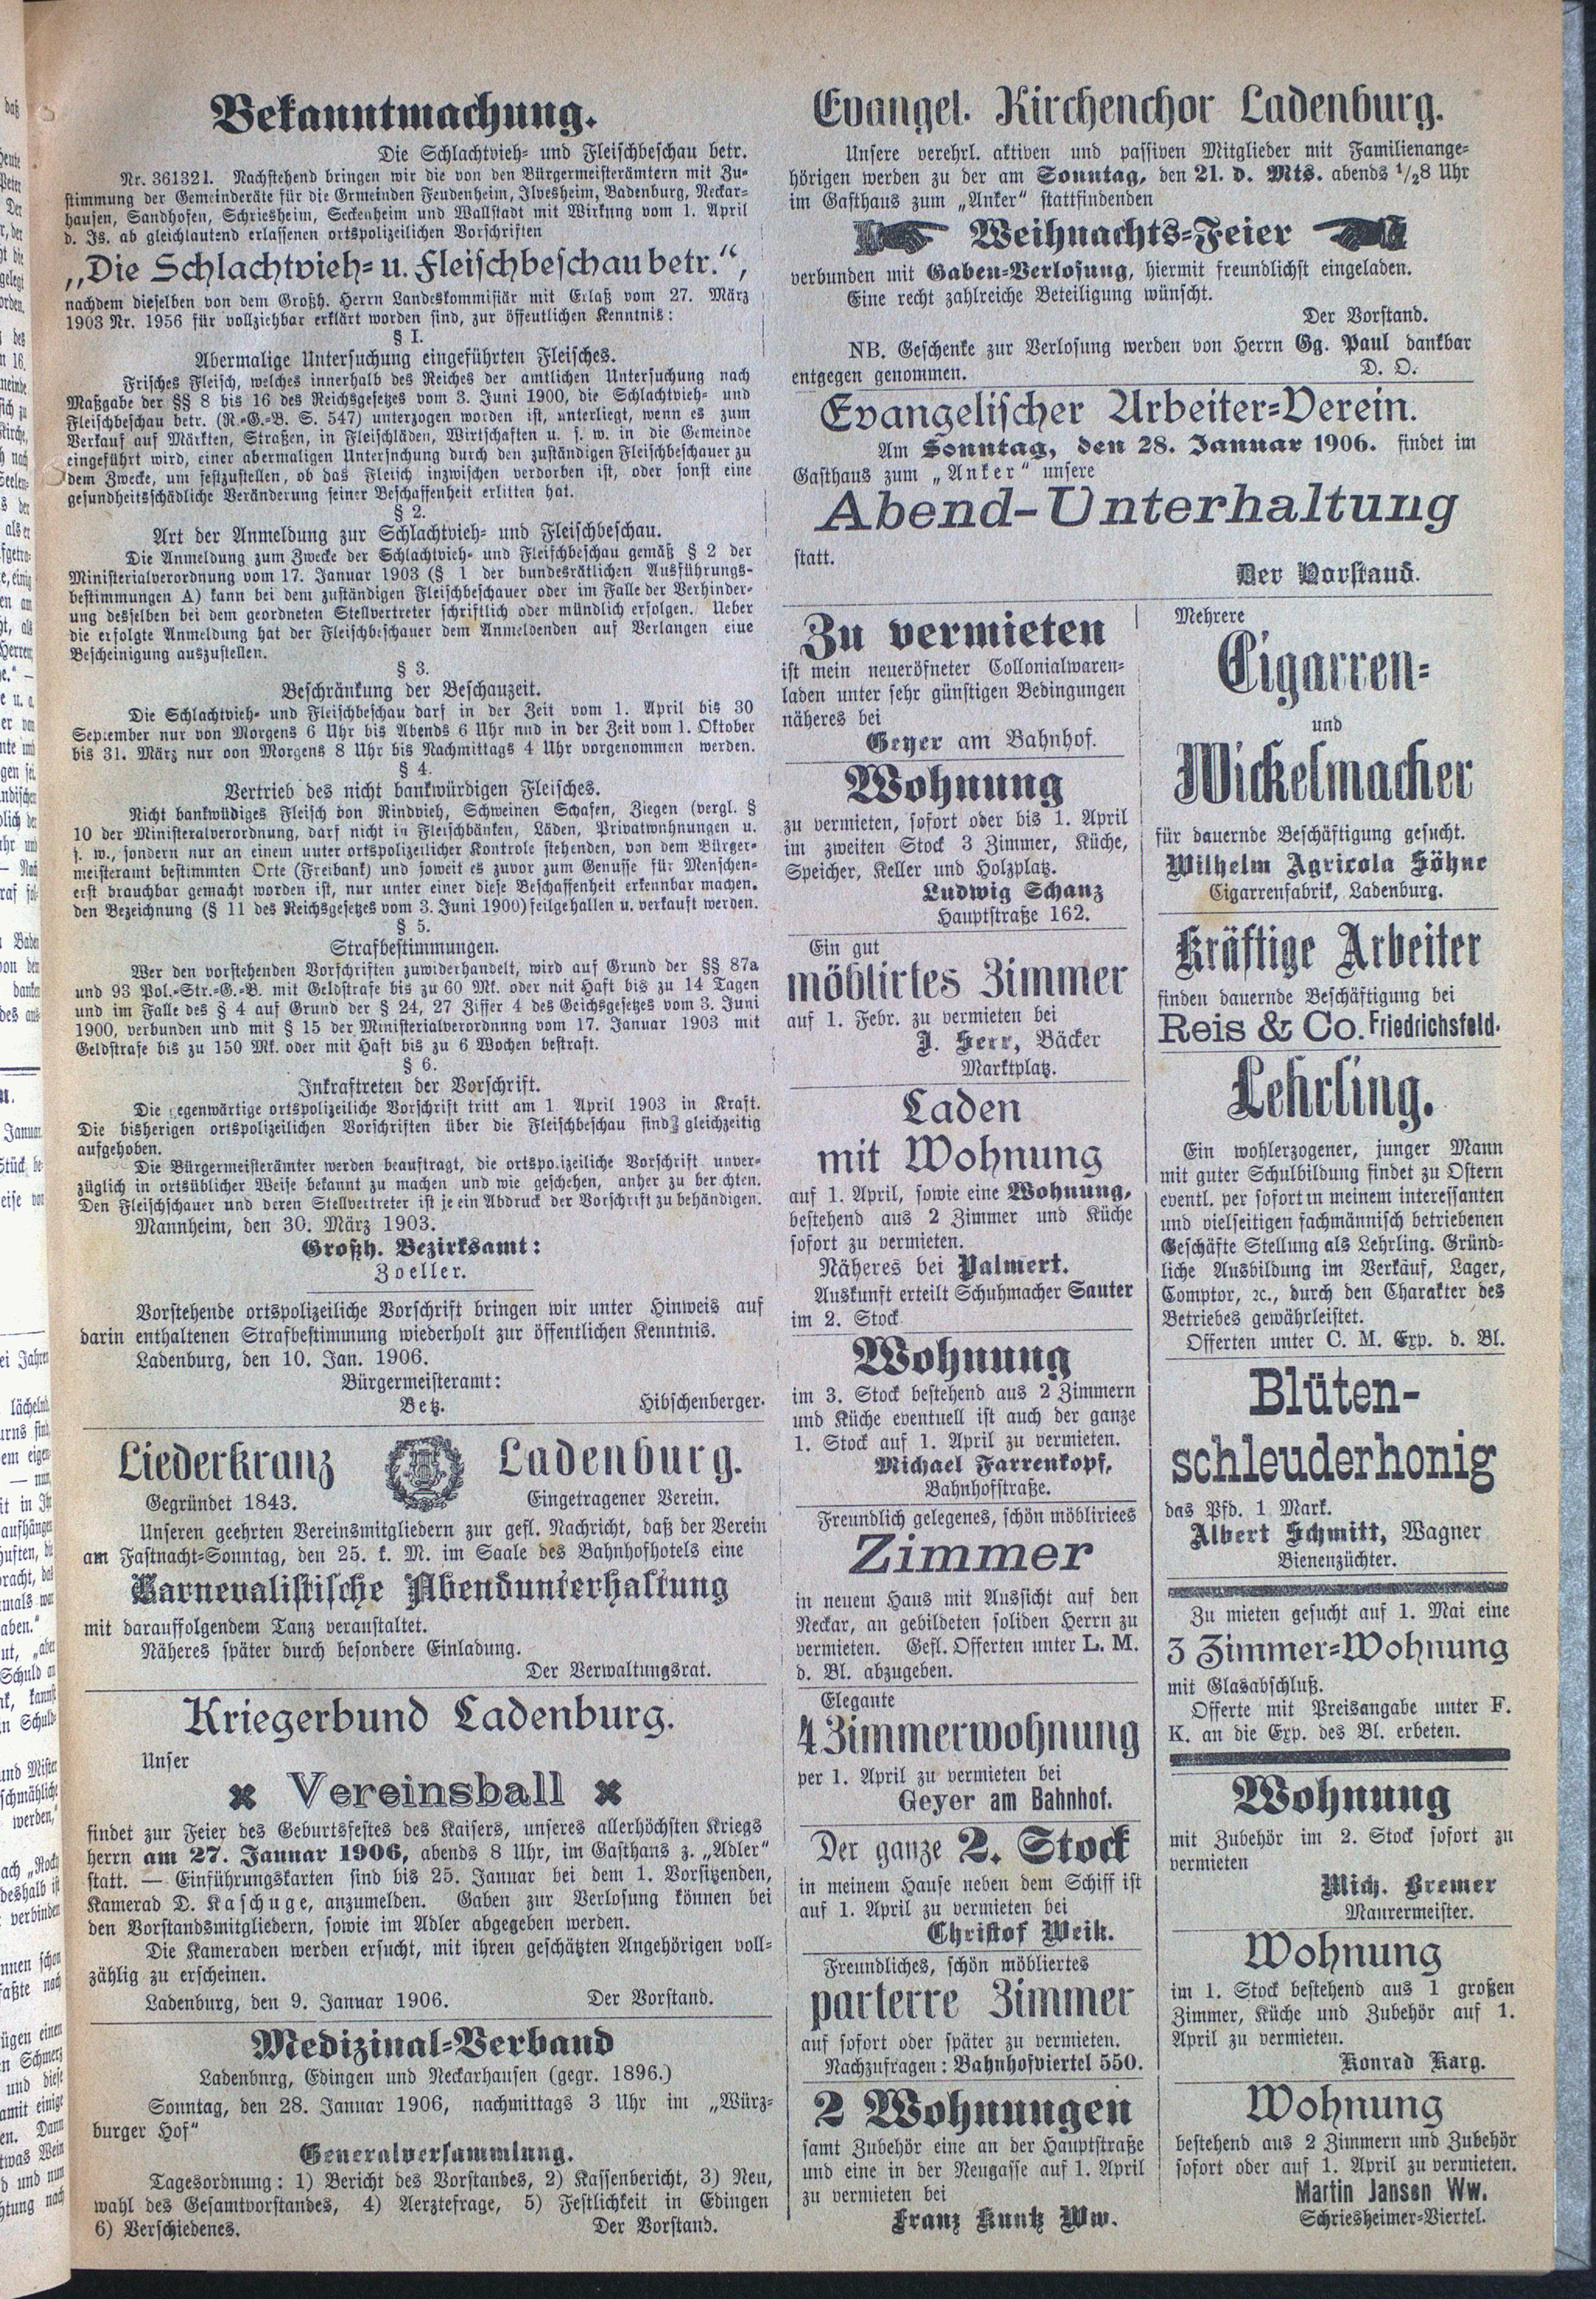 Bekanntmachung.
Die Schlachtvieh- und Fleischbeschau betr.
Nr. 36132I. Nachstehend bringen wir die von den Bürgermeisterämtern mit Zu-
stimmung der Gemeinderäte für die Grmeinden Feudenheim, Ilvesheim, Badenburg, Neckar-
hausen, Sandhofen, Schriesheim, Seckenheim und Wallstadt mit Wirkung vom 1. April
d. Js. ab gleichlautend erlassenen ortspolizeilichen Vorschriften
„Die Schlachtvieh- u. Fleischbeschau betr.“,
nachdem dieselben von dem Großh. Herrn Landeskommisiär mit Erlaß vom 27. März
1903 Nr. 1956 für vollziehbar erklärt worden sind, zur öffentlichen Kenntnis:
§ I.
Abermalige Untersuchung eingeführten Fleisches.
Frisches Fleisch, welches innerhalb des Reiches der amtlichen Untersuchung nach
Maßgabe der §§ 8 bis 16 des Reichsgesetzes vom 3. Juni 1900, die Schlachtvieh- und
Fleischbeschau betr. (R.-G.-B. S. 547) unterzogen worden ist, unterliegt, wenn es zum
Verkauf auf Märkten, Straßen, in Fleischläden, Wirtschaften u. s. w. in die Gemeinde
eingeführt wird, einer abermaligen Untersnchung durch den zuständigen Fleischbeschauer zu
dem Zwecke, um festzustellen, ob das Fleisch inzwischen verdorben ist, oder sonst eine
gesundheitsschädliche Veränderung seiner Beschaffenheit erlitten hat.
§ 2.
Art der Anmeldung zur Schlachtvieh- und Fleischbeschau.
Die Anmeldung zum Zwecke der Schlachtvieh- und Fleischbeschau gemäß § 2 der
Ministerialverordnung vom 17. Januar 1903 (§ 1 der bundesrätlichen Ausführungs-
bestimmungen A) kann bei dem zuständigen Fleischbeschauer oder im Falle der Verhinder-
ung desselben bei dem geordneten Stellvertreter schriftlich oder mündlich erfolgen. Ueber
die erfolgte Anmeldung hat der Fleischbeschauer dem Anmeldenden auf Verlangen eiue
Bescheinigung auszustellen.
§ 3.
Beschränkung der Beschauzeit.
Die Schlachtvieh- und Fleischbeschau darf in der Zeit vom 1. April bis 30
September nur von Morgens 6 Uhr bis Abends 6 Uhr nnd in der Zeit vom 1. Oktober
bis 31. März nur oon Morgens 8 Uhr bis Nachmittags 4 Uhr vorgenommen werden.
§ 4.
Vertrieb des nicht bankwürdigen Fleisches.
Nicht bankwüdiges Fleisch von Rindvieh, Schweinen Schafen, Ziegen (vergl. §
10 der Ministeralverordnung, darf nicht in Fleischbänken, Läden, Privatwnhnungen u.
s. w., sondern nur an einem unter ortspolizeilicher Kontrole stehenden, von dem Bürger-
meisteramt bestimmten Orte (Freibank) und soweit es zuvor zum Genusse für Menschen-
erst brauchbar gemacht worden ist, nur unter einer diese Beschaffenheit erkennbar machen.
den Bezeichnung (§ 11 des Reichsgesetzes vom 3. Juni 1900) feilgehallen u. verkauft werden.
§ 5.
Strafbestimmungen.
Wer den vorstehenden Vorschriften zuwiderhandelt, wird auf Grund der §§ 87a
und 93 Pol.-Str.-G.-B. mit Geldstrafe bis zu 60 Mk. oder mit Haft bis zu 14 Tagen
und im Falle des § 4 auf Grund der § 24, 27 Ziffer 4 des Geichsgesetzes vom 3. Juni
1900, verbunden und mit § 15 der Ministerialverordnnng vom 17. Januar 1903 mit
Geldstrafe bis zu 150 Mk. oder mit Haft bis zu 6 Wochen bestraft.
§ 6.
Inkraftreten der Vorschrift.
Die egenwärtige ortspolizeiliche Vorschrift tritt am 1 April 1903 in Kraft.
Die bisherigen ortspolizeilichen Vorschriften über die Fleischbeschau sind gleichzeitig
aufgehoben.
Die Bürgermeisterämter werden beauftragt, die ortspo.izeiliche Vorschrift unver-
züglich in ortsüblicher Weise bekannt zu machen und wie geschehen, anher zu ber chten.
Den Fleischschauer und deren Stellvertreter ist je ein Abdruck der Vorschrift zu behändigen.
Mannheim, den 30. März 1903.
Großh. Bezirksamt:
Zoeller.
Vorstehende ortspolizeiliche Vorschrift bringen wir unter Hinweis auf
darin enthaltenen Strafbestimmung wiederholt zur öffentlichen Kenntnis.
Ladenburg, den 10. Jan. 1906.
Bürgermeisteramt:
Betz. Hibschenberger.
Liederkranz Ladenburg.
Gegründet 1843. Eingetragener Verein.
Unseren geehrten Vereinsmitgliedern zur gefl. Nachricht, daß der Verein
am Fastnacht-Sonntag, den 25. k. M. im Saale des Bahnhofhotels eine
Karnevalistische Abendunterhaltung
mit darauffolgendem Tanz veranstaltet.
Näheres später durch besondere Einladung.
Der Verwaltungsrat.
Kriegerbund Ladenburg.
Unser
Vereinsball
findet zur Feier des Geburtsfestes des Kaisers, unseres allerhöchsten Kriegs
herrn am 27. Januar 1906, abends 8 Uhr, im Gasthans z. „Adler“
statt. — Einführungskarten sind bis 25. Januar bei dem 1. Vorsitzenden,
Kamerad D. Kaschuge, anzumelden. Gaben zur Verlosung können bei
den Vorstandsmitgliedern, sowie im Adler abgegeben werden.
Die Kameraden werden ersucht, mit ihren geschätzten Angehörigen voll-
zählig zu erscheinen.
Ladenburg, den 9. Januar 1906. Der Vorstand.
Medizinal-Verband
Ladenbnrg, Edingen und Neckarhausen (gegr. 1896.)
Sonntag, den 28. Januar 1906, nachmittags 3 Uhr im „Würz-
burger Hof“
Generalversammlung.
Tagesordnung: 1) Bericht des Vorstandes, 2) Kassenbericht, 3) Neu,
wahl des Gesamtvorstandes, 4) Aerztefrage, 5) Festlichkeit in Edingen
6) Verschiedenes. Der Vorstand.
Evangel. Kirchenchor Ladenburg.
Unsere verehrl. aktiven und passiven Mitglieder mit Familienange-
hörigen werden zu der am Sonntag, den 21. d. Mts. abends 1/28 Uhr
im Gasthaus zum „Anker“ stattfindenden
Weihnachts-Feier
verbunden mit Gaben-Verlosung, hiermit freundlichst eingeladen.
Eine recht zahlreiche Beteiligung wünscht.
Der Vorstand.
NB. Geschenke zur Verlosung werden von Herrn Gg. Paul dankbar
entgegen genommen. D. O.
Evangelischer Arbeiter-Verein.
Am Sonntag, den 28. Januar 1906. findet im
Gasthaus zum „Anker“ unsere
Abend-Unterhaltung
statt.
Der Vorstand.
Zu vermieten
ist mein neueröfneter Collonialwaren-
laden unter sehr günstigen Bedingungen
näheres bei
Geyer am Bahnhof.
Wohnung
zu vermieten, sofort oder bis 1. April
im zweiten Stock 3 Zimmer, Küche,
Speicher, Keller und Holzplatz.
Ludwig Schanz
Hauptstraße 162.
Ein gut
möblirtes Zimmer
auf 1. Febr. zu vermieten bei
J. Herr, Bäcker
Marktplatz.
Laden
mit Wohnung
auf 1. April, sowie eine Wohnung,
bestehend aus 2 Zimmer und Küche
sofort zu vermieten.
Näheres bei Palmert.
Auskunft erteilt Schuhmacher Sauter
im 2. Stock
Wohnung
im 3. Stock bestehend aus 2 Zimmern
und Küche eventuell ist auch der ganze
1. Stock auf 1. April zu vermieten.
Michael Farrenkopf,
Bahnhofstraße.
Freundlich gelegenes, schön möbliriees
Zimmer
in neuem Haus mit Aussicht auf den
Neckar, an gebildeten soliden Herrn zu
vermieten. Gefl. Offerten unter L. M.
d. Bl. abzugeben.
Elegante
4 Zimmerwohnung
per 1. April zu vermieten bei
Geyer am Bahnhof.
Der ganze 2. Stock
in meinem Hause neben dem Schiff ist
auf 1. April zu vermieten bei
Christof Weik.
Freundliches, schön möbliertes
parterre Zimmer
auf sofort oder später zu vermieten.
Nachzufragen: Bahnhofviertel 550.
2 Wohnungen
samt Zubehör eine an der Hauptstraße
und eine in der Neugasse auf 1. April
zu vermieten bei
Franz Kuntz Ww.
Mehrere
Cigarren-
und
Wickelmacher
für dauernde Beschäftigung gesucht.
Wilhelm Agricola Söhne
Cigarrenfabrik, Ladenburg.
Kräftige Arbeiter
finden dauernde Beschäftigung bei
Reis & Co. Friedrichsfeld.
Lehrling.
Ein wohlerzogener, junger Mann
mit guter Schulbildung findet zu Ostern
eventl. per sofort in meinem interessanten
und vielseitigen fachmännisch betriebenen
Geschäfte Stellung als Lehrling. Gründ-
liche Ausbildung im Verkauf, Lager,
Comptor, ꝛc., durch den Charakter des
Betriebes gewährleistet.
Offerten unter C. M. Exp. d. Bl.
Blüten-
schleuderhonig
das Pfd. 1 Mark.
Albert Schmitt, Wagner
Bienenzüchter.
Zu mieten gesucht auf 1. Mai eine
3 Zimmer-Wohnung
mit Glasabschluß.
Offerte mit Preisangabe unter F.
K. an die Exp. des Bl. erbeten.
Wohnung
mit Zubehör im 2. Stock sofort zu
vermieten
Mich. Bremer
Maurermeister.
Wohnung
im 1. Stock bestehend aus 1 großen
Zimmer, Küche und Zubehör auf 1.
April zu vermieten.
Konrad Karg.
Wohnung
bestehend aus 2 Zimmern und Zubehör
sofort oder auf 1. April zu vermieten.
Martin Jansen Ww.
Schriesheimer-Viertel.